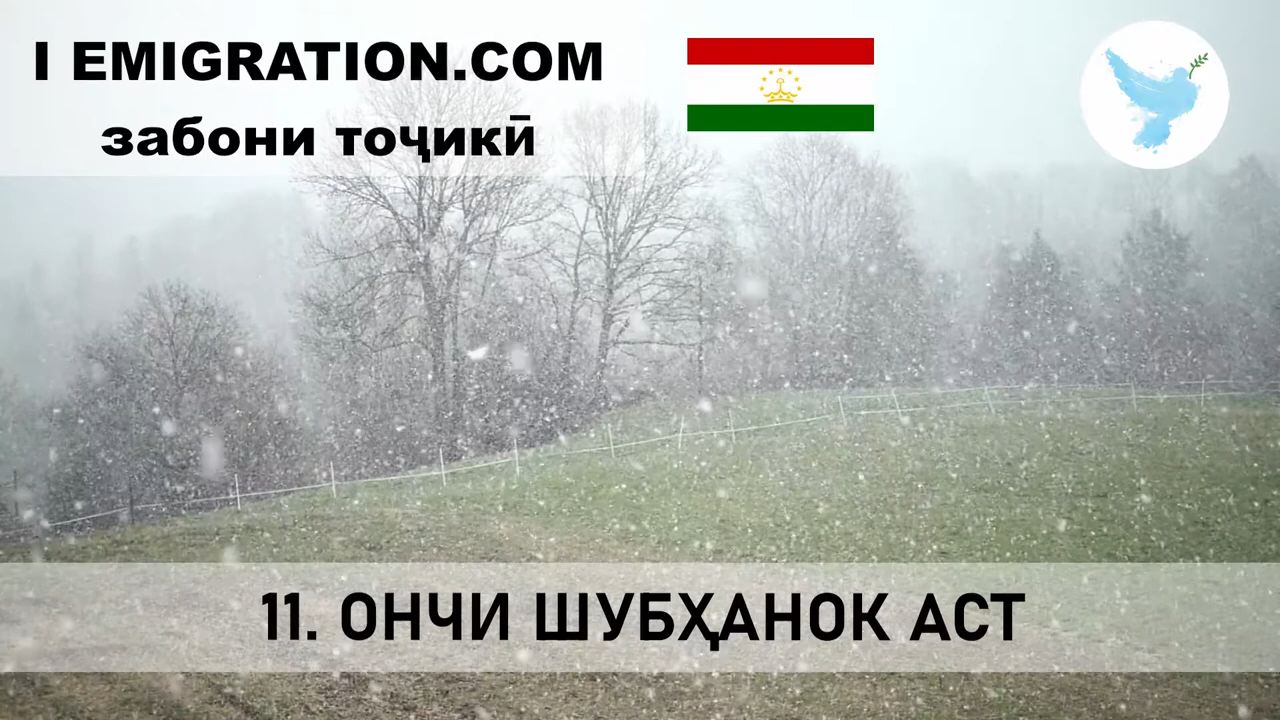 I EMIGRATION.COM
забони тоҷикӣ
11. ОНЧИ ШУБҲАНОК АСТ